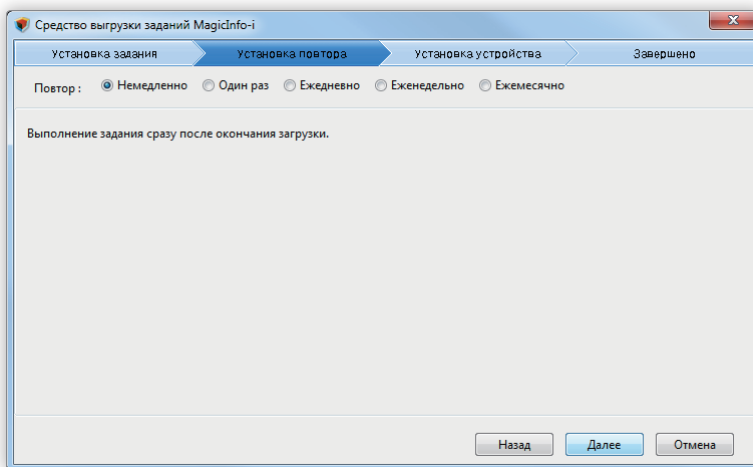 Средство выгрузки заданий MagicInfo-i
Установка задания Установка повтора Установка устройства Завершено
Повтор : Немедленно Один раз Ежедневно Еженедельно Ежемесячно
Выполнение задания сразу после окончания загрузки.
Назад Далее Отмена